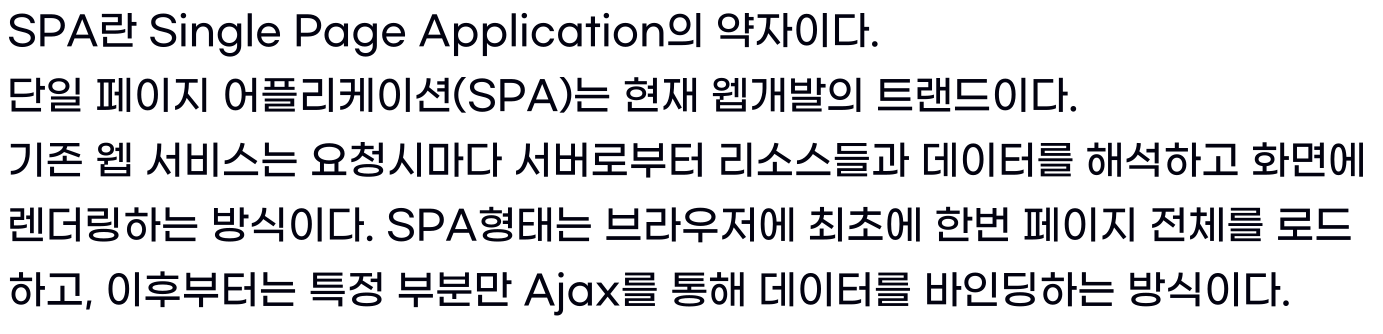 SPA란 Single Page Application의 약자이다.
단일 페이지 어플리케이션(SPA)는 현재 웹개발의 트랜드이다.
기존 웹 서비스는 요청시마다 서버로부터 리소스들과 데이터를 해석하고 화면에
렌더링하는 방식이다. SPA형태는 브라우저에 최초에 한번 페이지 전체를 로드
하고, 이후부터는 특정 부분만 Ajax를 통해 데이터를 바인딩하는 방식이다.